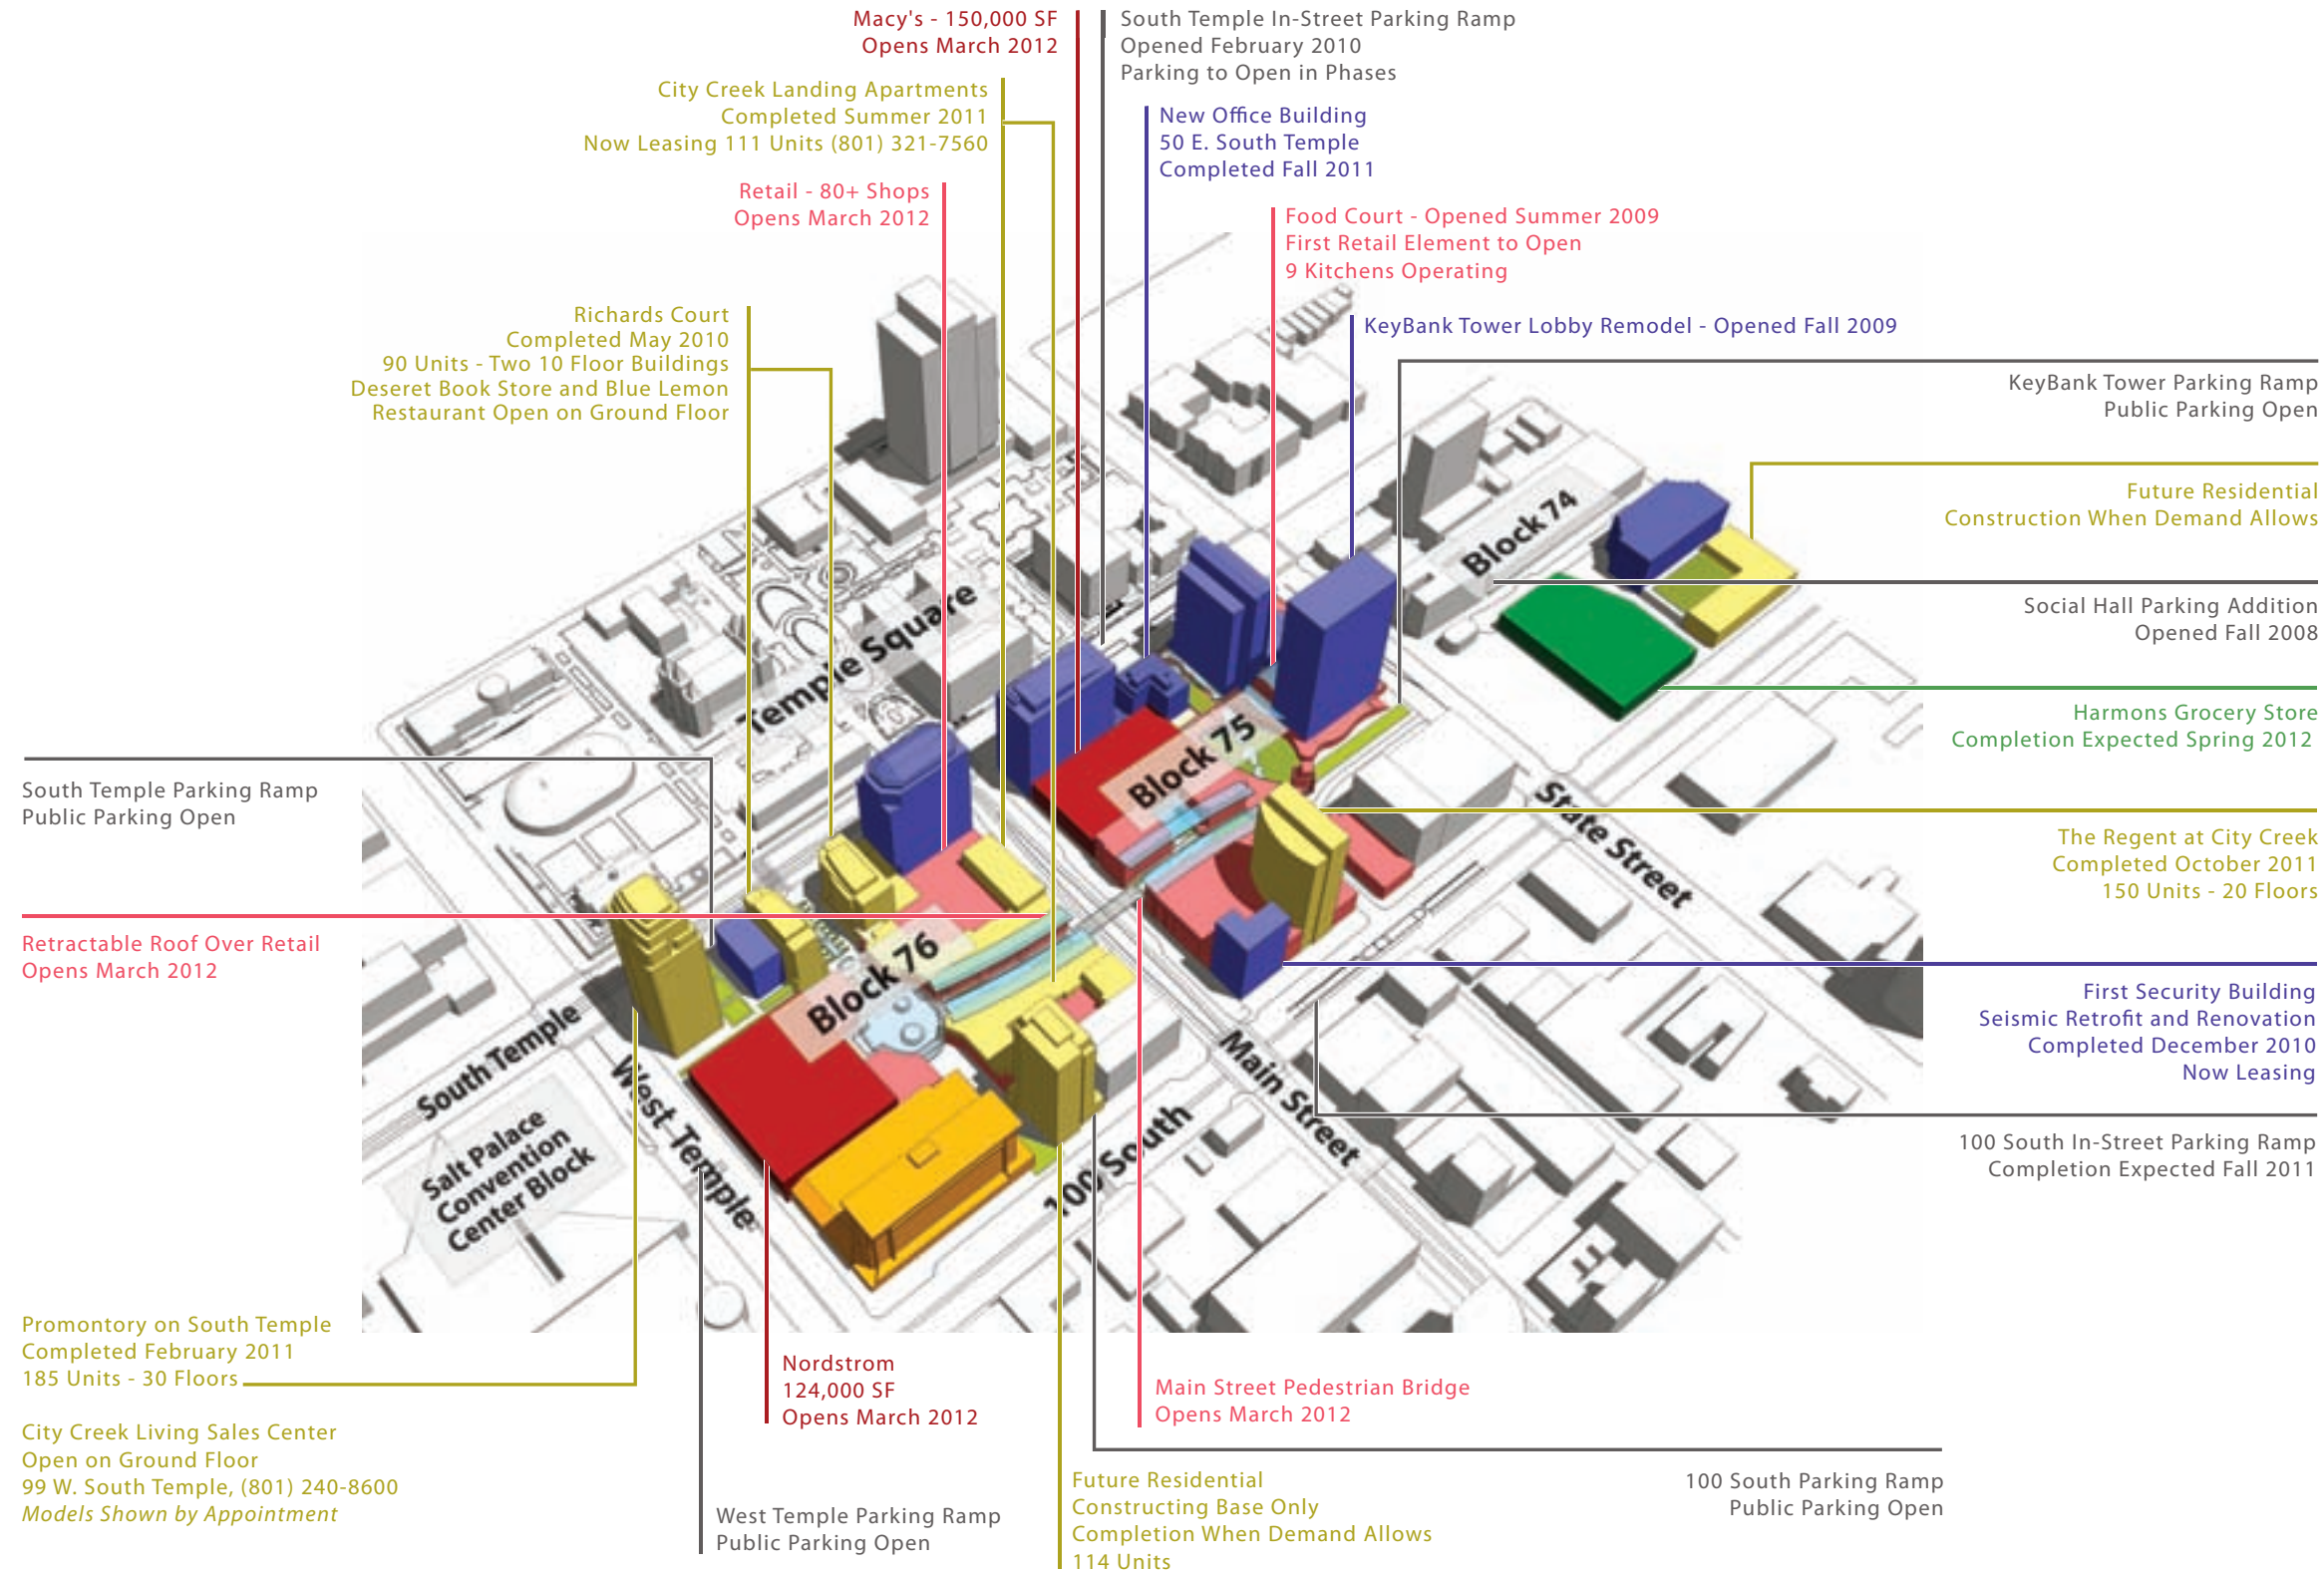 Macy's - 150,000 SF
Opens March 2012
South Temple In-Street Parking Ramp
Opened February 2010
Parking to Open in Phases
City Creek Landing Apartments
Completed Summer 2011
Now Leasing 111 Units (801) 321-7560
New Office Building
50 E. South Temple
Completed Fall 2011
Retail - 80+ Shops
Opens March 2012
Food Court - Opened Summer 2009
First Retail Element to Open
9 Kitchens Operating
Richards Court
Completed May 2010
90 Units - Two 10 Floor Buildings
Deseret Book Store and Blue Lemon
Restaurant Open on Ground Floor
KeyBank Tower Lobby Remodel - Opened Fall 2009
KeyBank Tower Parking Ramp
Public Parking Open
Future Residential
Construction When Demand Allows
Block 74
Social Hall Parking Addition
Opened Fall 2008
Temple Square
Harmons Grocery Store
Completion Expected Spring 2012
Block 75
South Temple Parking Ramp
Public Parking Open
State Street
The Regent at City Creek
Completed October 2011
150 Units - 20 Floors
Retractable Roof Over Retail
Opens March 2012
Block 76
First Security Building
Seismic Retrofit and Renovation
Completed December 2010
Now Leasing
South Temple
West Temple
Main Street
100 South
Salt Palace
Convention
Center Block
100 South In-Street Parking Ramp
Completion Expected Fall 2011
Promontory on South Temple
Completed February 2011
185 Units - 30 Floors
City Creek Living Sales Center
Open on Ground Floor
99 W. South Temple, (801) 240-8600
Models Shown by Appointment
Nordstrom
124,000 SF
Opens March 2012
Main Street Pedestrian Bridge
Opens March 2012
West Temple Parking Ramp
Public Parking Open
Future Residential
Constructing Base Only
Completion When Demand Allows
114 Units
100 South Parking Ramp
Public Parking Open